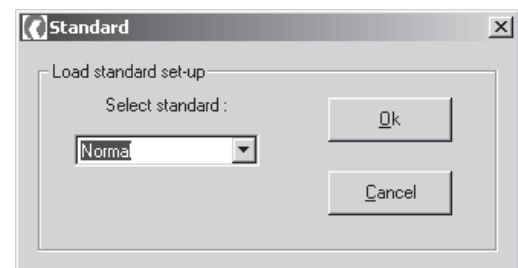 Standard
Load standard set-up
Select standard :
Normal
Ok
Cancel